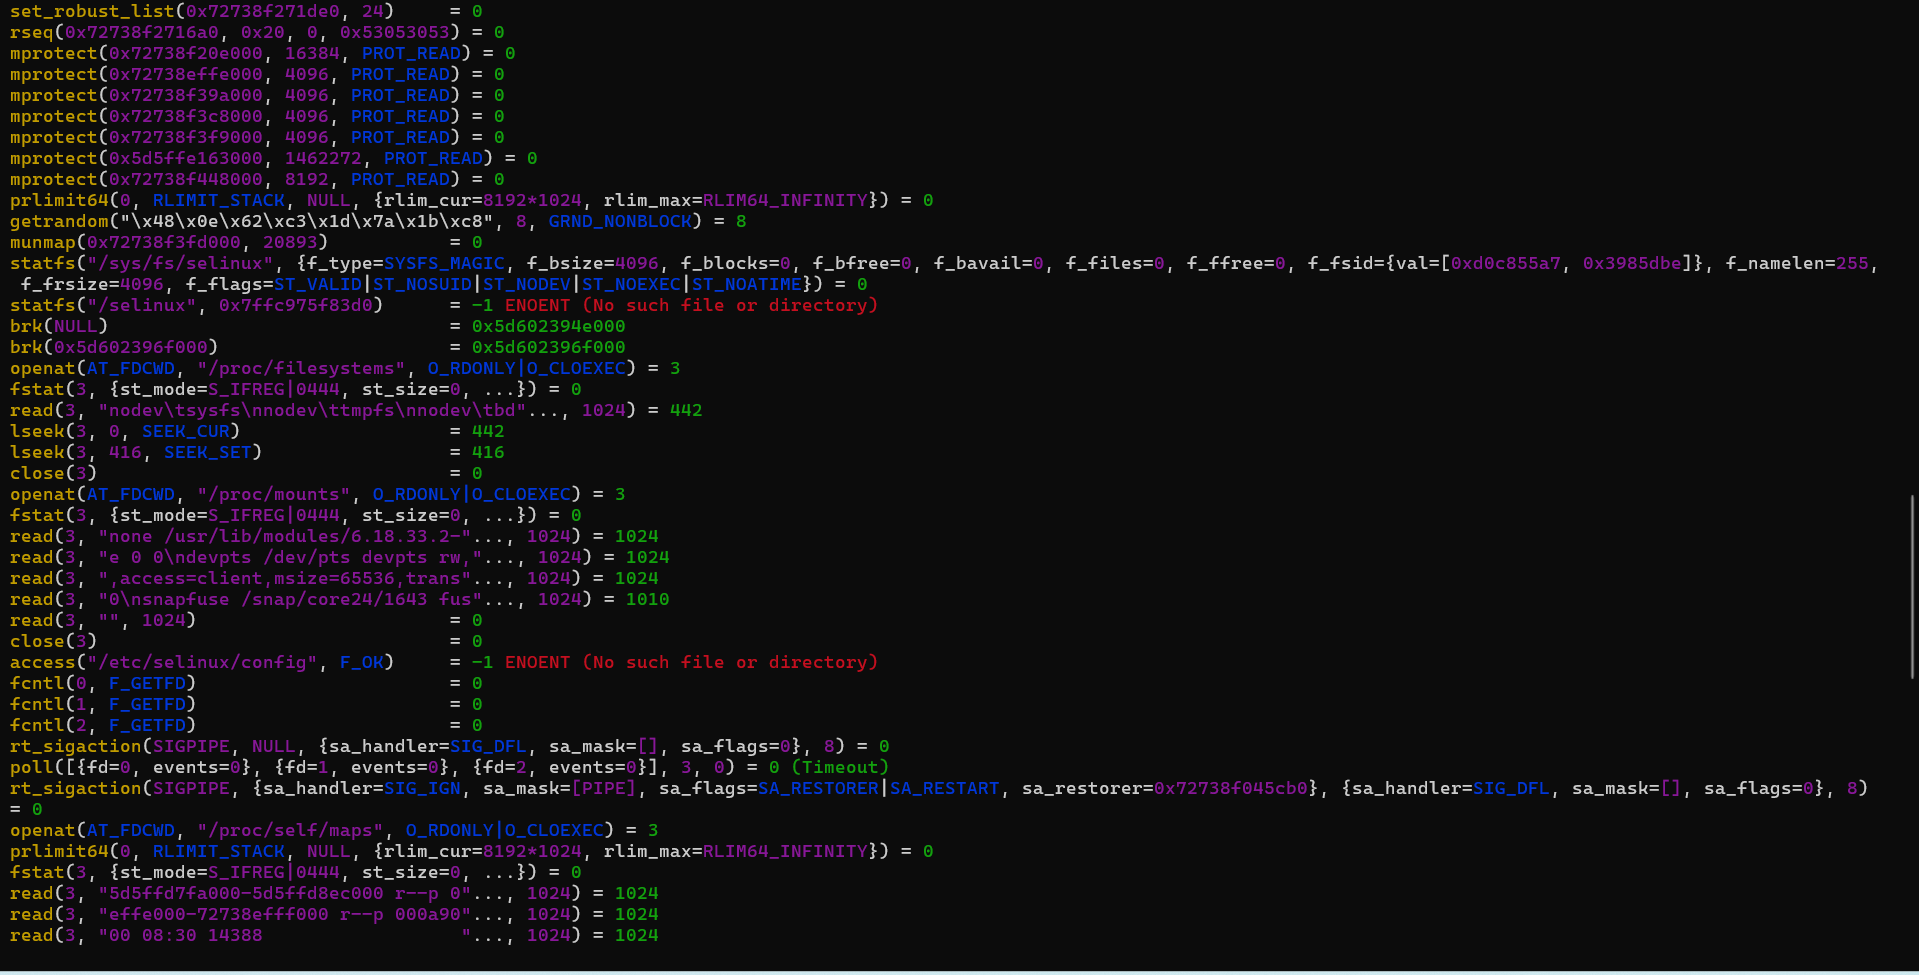 set_robust_list(0x72738f271de0, 24)     = 0
rseq(0x72738f2716a0, 0x20, 0, 0x53053053) = 0
mprotect(0x72738f20e000, 16384, PROT_READ) = 0
mprotect(0x72738effe000, 4096, PROT_READ) = 0
mprotect(0x72738f39a000, 4096, PROT_READ) = 0
mprotect(0x72738f3c8000, 4096, PROT_READ) = 0
mprotect(0x72738f3f9000, 4096, PROT_READ) = 0
mprotect(0x5d5ffe163000, 1462272, PROT_READ) = 0
mprotect(0x72738f448000, 8192, PROT_READ) = 0
prlimit64(0, RLIMIT_STACK, NULL, {rlim_cur=8192*1024, rlim_max=RLIM64_INFINITY}) = 0
getrandom("\x48\x0e\x62\xc3\x1d\x7a\x1b\xc8", 8, GRND_NONBLOCK) = 8
munmap(0x72738f3fd000, 20893)           = 0
statfs("/sys/fs/selinux", {f_type=SYSFS_MAGIC, f_bsize=4096, f_blocks=0, f_bfree=0, f_bavail=0, f_files=0, f_ffree=0, f_fsid={val=[0xd0c855a7, 0x3985dbe]}, f_namelen=255,
 f_frsize=4096, f_flags=ST_VALID|ST_NOSUID|ST_NODEV|ST_NOEXEC|ST_NOATIME}) = 0
statfs("/selinux", 0x7ffc975f83d0)      = -1 ENOENT (No such file or directory)
brk(NULL)                               = 0x5d602394e000
brk(0x5d602396f000)                     = 0x5d602396f000
openat(AT_FDCWD, "/proc/filesystems", O_RDONLY|O_CLOEXEC) = 3
fstat(3, {st_mode=S_IFREG|0444, st_size=0, ...}) = 0
read(3, "nodev\tsysfs\nnodev\ttmpfs\nnodev\tbd"..., 1024) = 442
lseek(3, 0, SEEK_CUR)                   = 442
lseek(3, 416, SEEK_SET)                 = 416
close(3)                                = 0
openat(AT_FDCWD, "/proc/mounts", O_RDONLY|O_CLOEXEC) = 3
fstat(3, {st_mode=S_IFREG|0444, st_size=0, ...}) = 0
read(3, "none /usr/lib/modules/6.18.33.2-"..., 1024) = 1024
read(3, "e 0 0\ndevpts /dev/pts devpts rw,"..., 1024) = 1024
read(3, ",access=client,msize=65536,trans"..., 1024) = 1024
read(3, "0\nsnapfuse /snap/core24/1643 fus"..., 1024) = 1010
read(3, "", 1024)                       = 0
close(3)                                = 0
access("/etc/selinux/config", F_OK)     = -1 ENOENT (No such file or directory)
fcntl(0, F_GETFD)                       = 0
fcntl(1, F_GETFD)                       = 0
fcntl(2, F_GETFD)                       = 0
rt_sigaction(SIGPIPE, NULL, {sa_handler=SIG_DFL, sa_mask=[], sa_flags=0}, 8) = 0
poll([{fd=0, events=0}, {fd=1, events=0}, {fd=2, events=0}], 3, 0) = 0 (Timeout)
rt_sigaction(SIGPIPE, {sa_handler=SIG_IGN, sa_mask=[PIPE], sa_flags=SA_RESTORER|SA_RESTART, sa_restorer=0x72738f045cb0}, {sa_handler=SIG_DFL, sa_mask=[], sa_flags=0}, 8)
= 0
openat(AT_FDCWD, "/proc/self/maps", O_RDONLY|O_CLOEXEC) = 3
prlimit64(0, RLIMIT_STACK, NULL, {rlim_cur=8192*1024, rlim_max=RLIM64_INFINITY}) = 0
fstat(3, {st_mode=S_IFREG|0444, st_size=0, ...}) = 0
read(3, "5d5ffd7fa000-5d5ffd8ec000 r--p 0"..., 1024) = 1024
read(3, "effe000-72738efff000 r--p 000a90"..., 1024) = 1024
read(3, "00 08:30 14388                  "..., 1024) = 1024